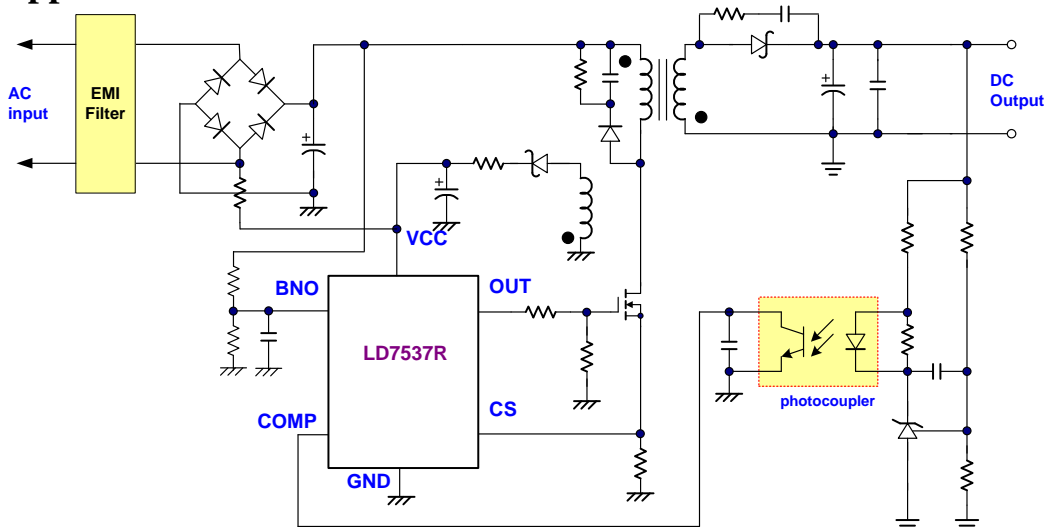 AC
input
EMI
Filter
DC
Output
VCC
BNO
OUT
LD7537R
COMP
CS
GND
photocoupler